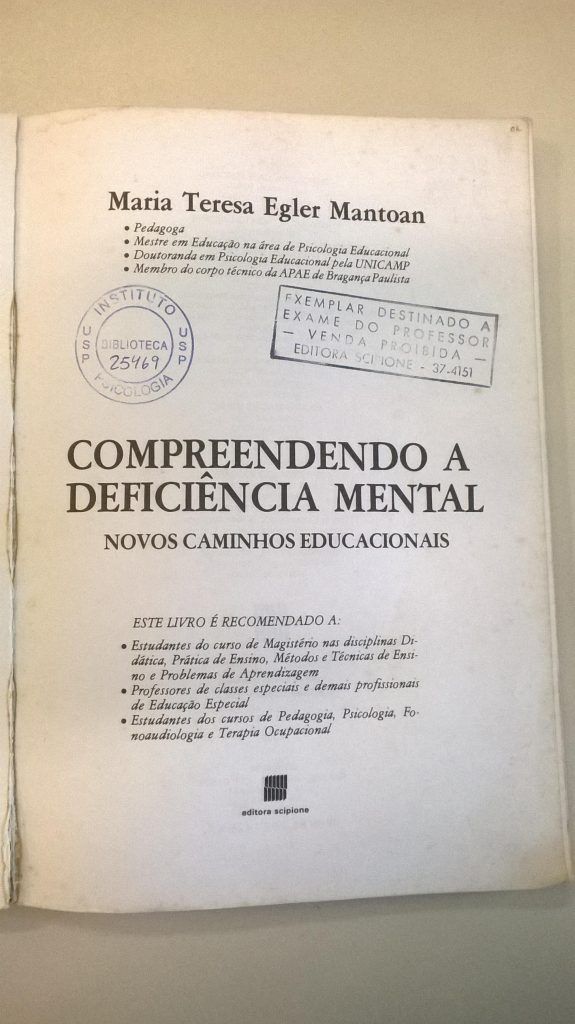 Maria Teresa Egler Mantoan
• Pedagoga
• Mestre em Educação na área de Psicologia Educacional
• Doutoranda em Psicologia Educacional pela UNICAMP
• Membro do corpo técnico da APAE de Bragança Paulista
INSTITUTO
USP
BIBLIOTECA
25469
USP
PSICOLOGIA
EXEMPLAR DESTINADO A
EXAME DO PROFESSOR
— VENDA PROIBIDA —
EDITORA SCIPIONE - 37-4151
COMPREENDENDO A
DEFICIÊNCIA MENTAL
NOVOS CAMINHOS EDUCACIONAIS
ESTE LIVRO É RECOMENDADO A:
• Estudantes do curso de Magistério nas disciplinas Di-
dática, Prática de Ensino, Métodos e Técnicas de Ensi-
no e Problemas de Aprendizagem
• Professores de classes especiais e demais profissionais
de Educação Especial
• Estudantes dos cursos de Pedagogia, Psicologia, Fo-
noaudiologia e Terapia Ocupacional
editora scipione